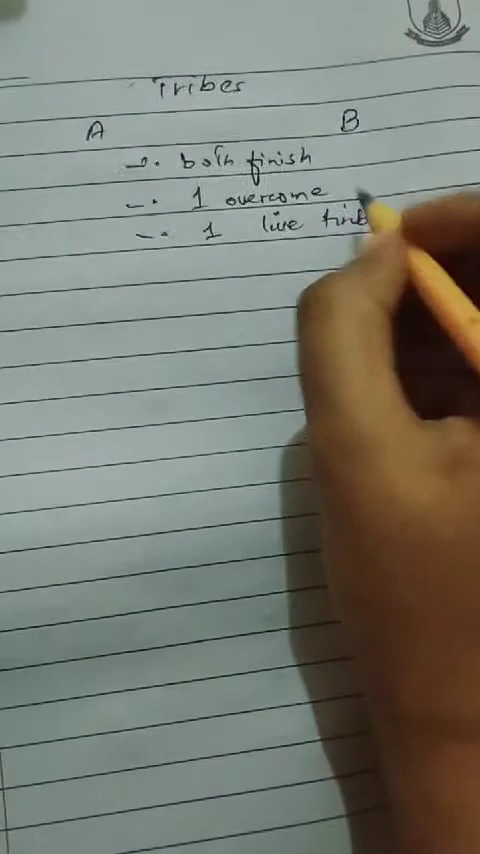 Tribes
A B
→. both finish
-. 1 overcome
-. 1 live